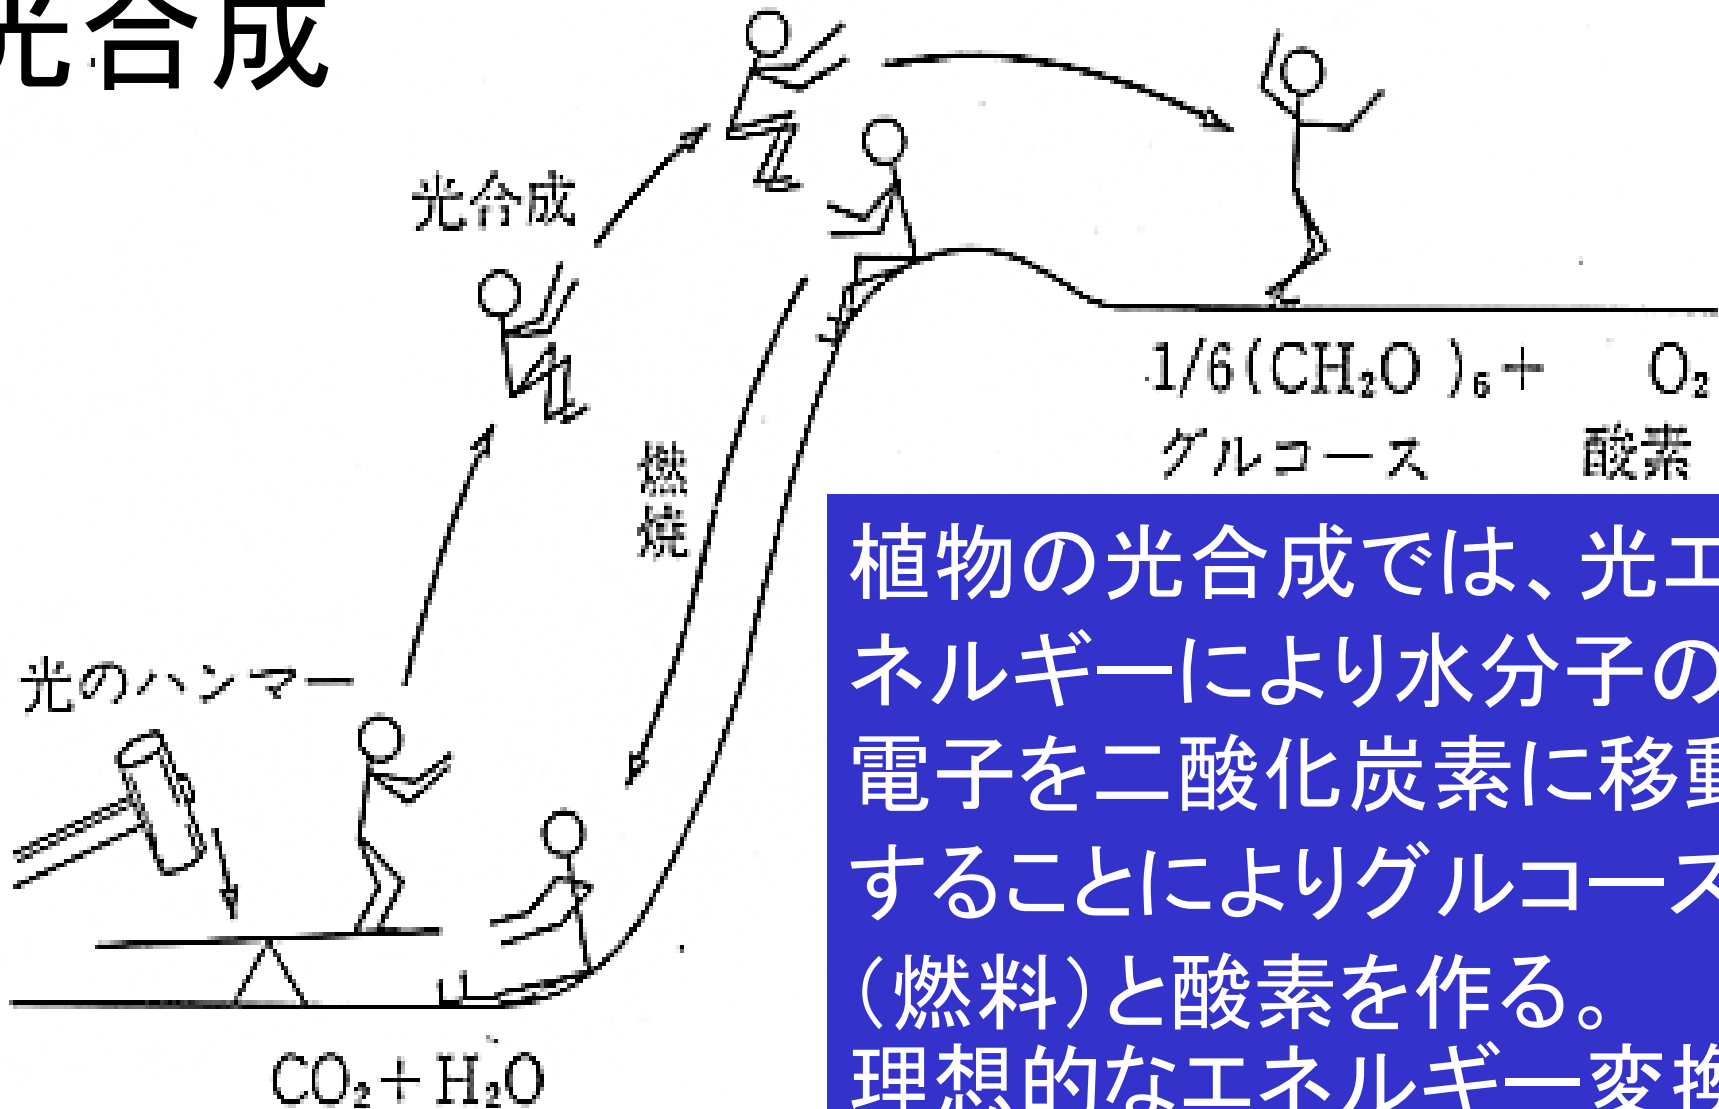 光合成
光合成
1/6(CH₂O)₆+ O₂
グルコース 酸素
燃焼
光のハンマー
CO₂+H₂O
植物の光合成では、光エ
ネルギーにより水分子の
電子を二酸化炭素に移動
することによりグルコース
(燃料)と酸素を作る。
理想的なエネルギー変換